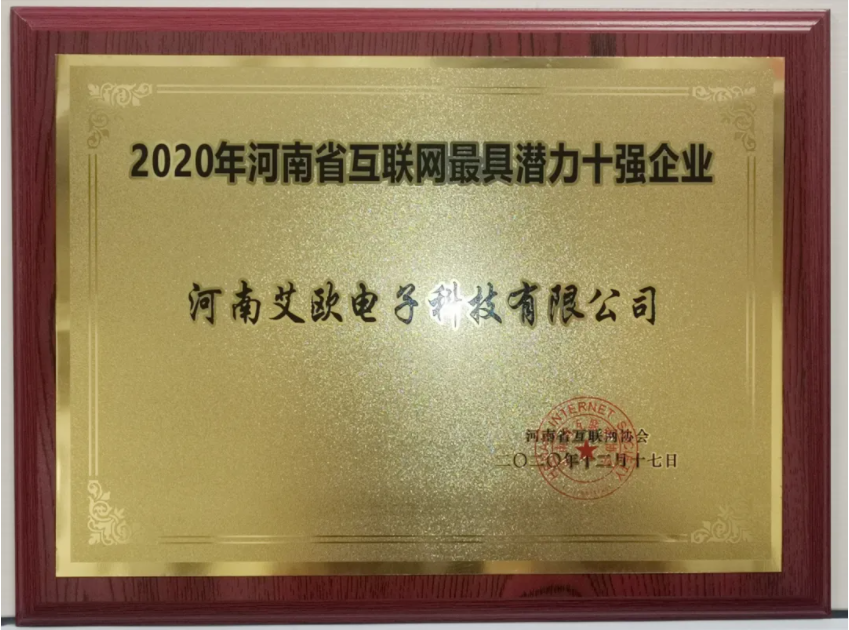 2020年河南省互联网最具潜力十强企业
河南艾欧电子科技有限公司
INTERNET SOCIETY
河南省互联网协会
二〇二〇年十二月十七日